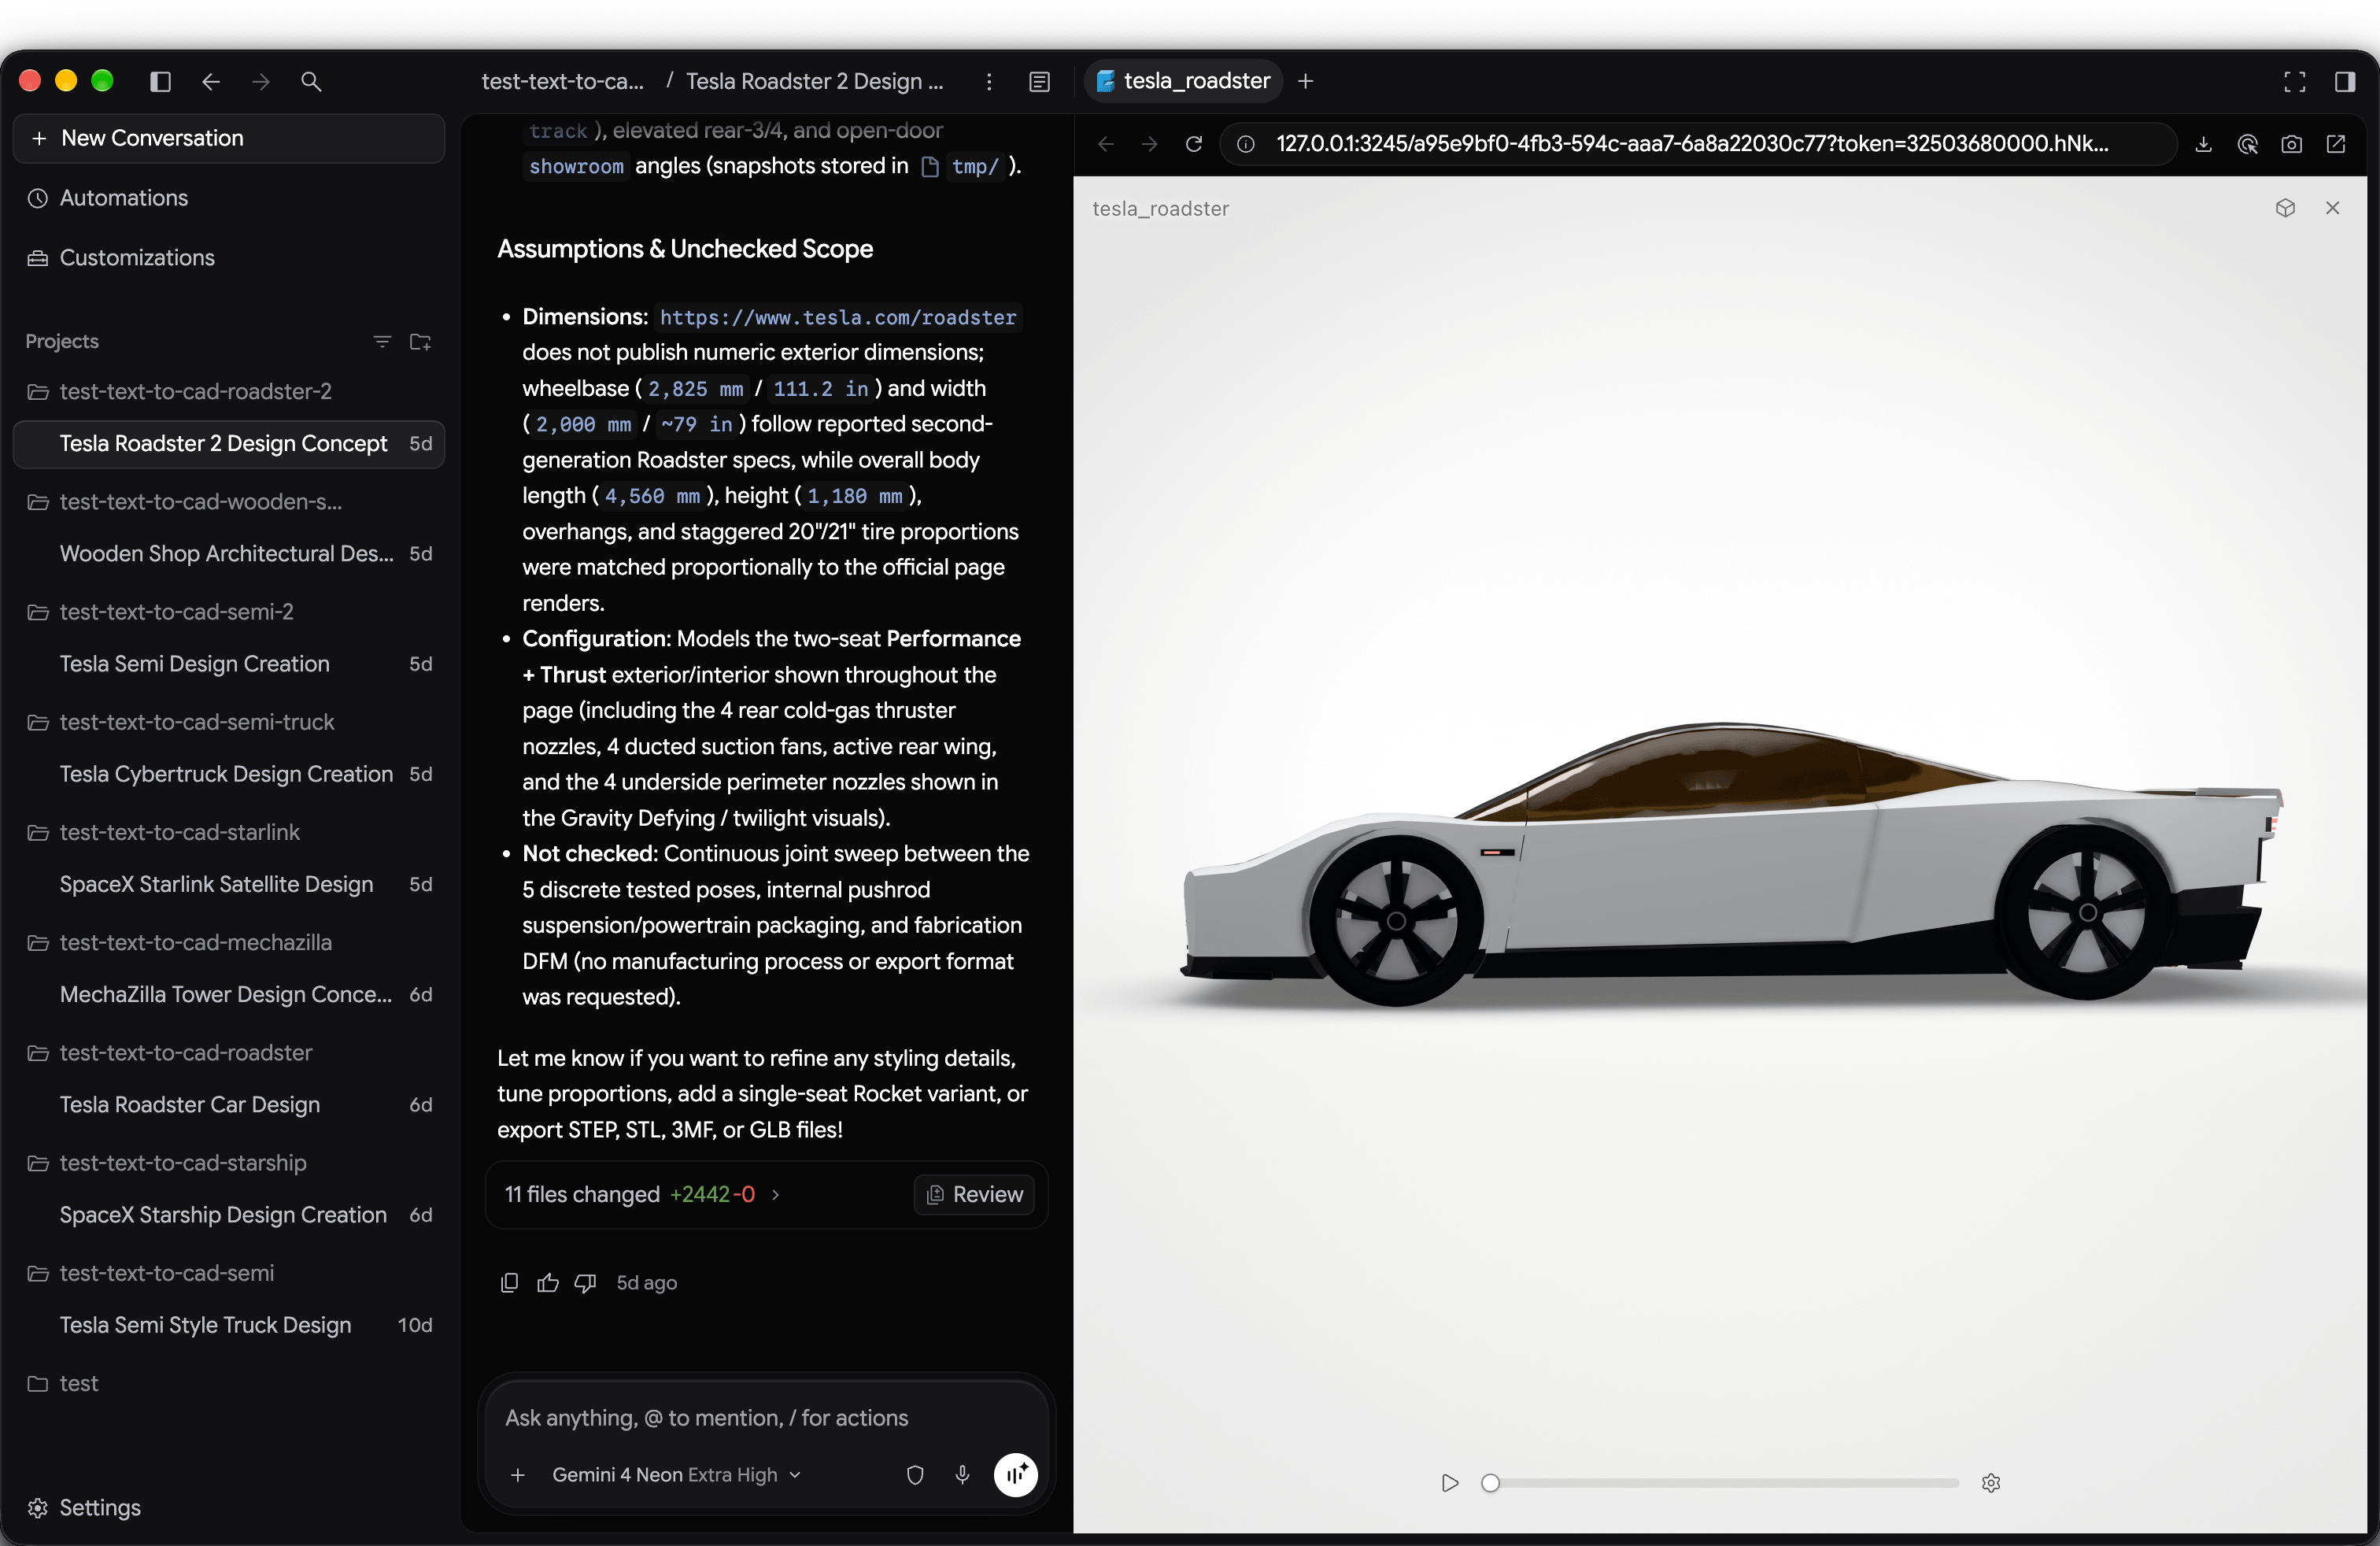 test-text-to-ca... / Tesla Roadster 2 Design ...
tesla_roadster
New Conversation
Automations
Customizations
Projects
test-text-to-cad-roadster-2
Tesla Roadster 2 Design Concept 5d
test-text-to-cad-wooden-s...
Wooden Shop Architectural Des... 5d
test-text-to-cad-semi-2
Tesla Semi Design Creation 5d
test-text-to-cad-semi-truck
Tesla Cybertruck Design Creation 5d
test-text-to-cad-starlink
SpaceX Starlink Satellite Design 5d
test-text-to-cad-mechazilla
MechaZilla Tower Design Conce... 6d
test-text-to-cad-roadster
Tesla Roadster Car Design 6d
test-text-to-cad-starship
SpaceX Starship Design Creation 6d
test-text-to-cad-semi
Tesla Semi Style Truck Design 10d
test
Settings
track ), elevated rear-3/4, and open-door
showroom angles (snapshots stored in tmp/ ).
Assumptions & Unchecked Scope
• Dimensions: https://www.tesla.com/roadster
does not publish numeric exterior dimensions;
wheelbase ( 2,825 mm / 111.2 in ) and width
( 2,000 mm / ~79 in ) follow reported second-
generation Roadster specs, while overall body
length ( 4,560 mm ), height ( 1,180 mm ),
overhangs, and staggered 20"/21" tire proportions
were matched proportionally to the official page
renders.
• Configuration: Models the two-seat Performance
+ Thrust exterior/interior shown throughout the
page (including the 4 rear cold-gas thruster
nozzles, 4 ducted suction fans, active rear wing,
and the 4 underside perimeter nozzles shown in
the Gravity Defying / twilight visuals).
• Not checked: Continuous joint sweep between the
5 discrete tested poses, internal pushrod
suspension/powertrain packaging, and fabrication
DFM (no manufacturing process or export format
was requested).
Let me know if you want to refine any styling details,
tune proportions, add a single-seat Rocket variant, or
export STEP, STL, 3MF, or GLB files!
11 files changed +2442 -0
Review
5d ago
Ask anything, @ to mention, / for actions
Gemini 4 Neon Extra High
127.0.0.1:3245/a95e9bf0-4fb3-594c-aaa7-6a8a22030c77?token=32503680000.hNk...
tesla_roadster